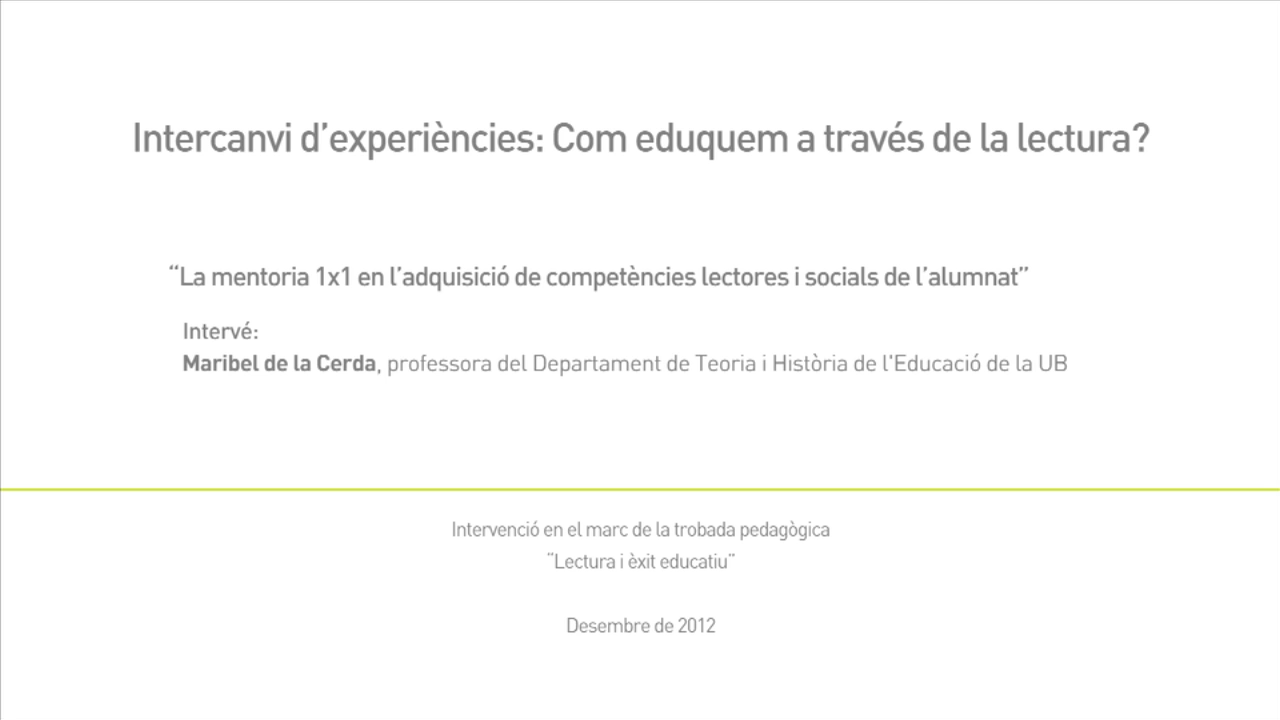 Intercanvi d’experiències: Com eduquem a través de la lectura?
“La mentoria 1x1 en l’adquisició de competències lectores i socials de l’alumnat”
Intervé:
Maribel de la Cerda, professora del Departament de Teoria i Història de l'Educació de la UB
Intervenció en el marc de la trobada pedagògica
“Lectura i èxit educatiu”
Desembre de 2012